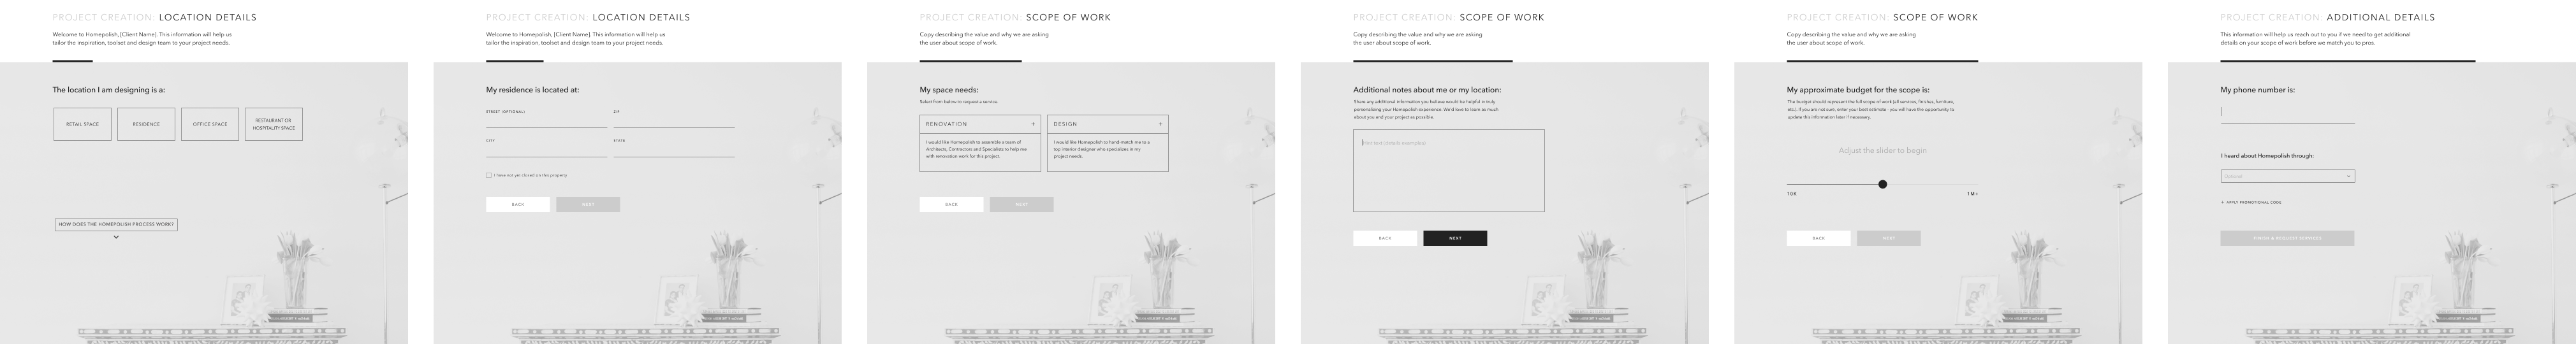 PROJECT CREATION: LOCATION DETAILS
Welcome to Homepolish, [Client Name]. This information will help us
tailor the inspiration, toolset and design team to your project needs.
The location I am designing is a:
RETAIL SPACE
RESIDENCE
OFFICE SPACE
RESTAURANT OR
HOSPITALITY SPACE
HOW DOES THE HOMEPOLISH PROCESS WORK?
PROJECT CREATION: LOCATION DETAILS
Welcome to Homepolish, [Client Name]. This information will help us
tailor the inspiration, toolset and design team to your project needs.
My residence is located at:
STREET (OPTIONAL)
ZIP
CITY
STATE
I have not yet closed on this property
BACK
NEXT
PROJECT CREATION: SCOPE OF WORK
Copy describing the value and why we are asking
the user about scope of work.
My space needs:
Select from below to request a service.
RENOVATION +
I would like Homepolish to assemble a team of
Architects, Contractors and Specialists to help me
with renovation work for this project.
DESIGN +
I would like Homepolish to hand match me to a
top interior designer who specializes in my
project needs.
BACK
NEXT
PROJECT CREATION: SCOPE OF WORK
Copy describing the value and why we are asking
the user about scope of work.
Additional notes about me or my location:
Share any additional information you believe would be helpful in truly
personalizing your Homepolish experience. We'd love to learn as much
about you and your project as possible.
BACK
NEXT
PROJECT CREATION: SCOPE OF WORK
Copy describing the value and why we are asking
the user about scope of work.
My approximate budget for the scope is:
The budget should represent the full scope of work (all services, finishes, furniture,
etc.). If you are not sure, enter your best estimate - you will have the opportunity to
update this information later if necessary.
Adjust the slider to begin
10K
1M+
BACK
NEXT
PROJECT CREATION: ADDITIONAL DETAILS
This information will help us reach out to you if we need to get additional
details on your scope of work before we match you to pros.
My phone number is:
I heard about Homepolish through:
Optional
+ APPLY PROMOTIONAL CODE
FINISH & REQUEST SERVICES